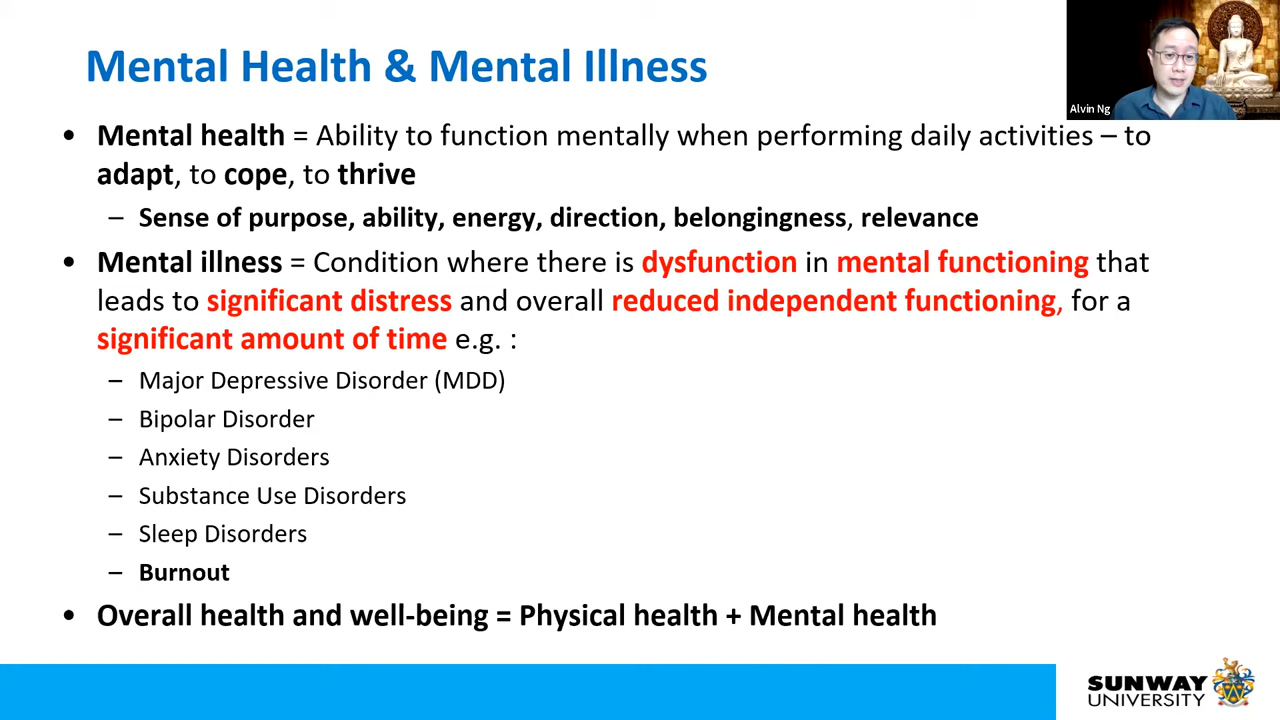 Mental Health & Mental Illness
Alvin Ng
• Mental health = Ability to function mentally when performing daily activities – to
adapt, to cope, to thrive
– Sense of purpose, ability, energy, direction, belongingness, relevance
• Mental illness = Condition where there is dysfunction in mental functioning that
leads to significant distress and overall reduced independent functioning, for a
significant amount of time e.g. :
– Major Depressive Disorder (MDD)
– Bipolar Disorder
– Anxiety Disorders
– Substance Use Disorders
– Sleep Disorders
– Burnout
• Overall health and well-being = Physical health + Mental health
SUNWAY
UNIVERSITY